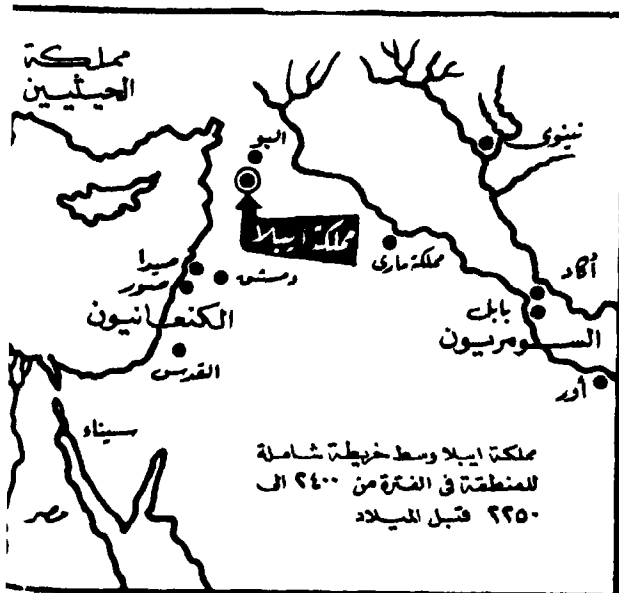 مملكة
الحيثيين
نينوى
البو
مملكة ايبلا
مملكة مارى
أكاد
صيدا
دمشق
صور
بابل
الكنعانيون
السومريون
القدس
أور
سيناء
مملكة ايبلا وسط خريطة شاملة
للمنطقة فى الفترة من ٢٤٠٠ الى
٢٢٥٠ قبل الميلاد
مصر